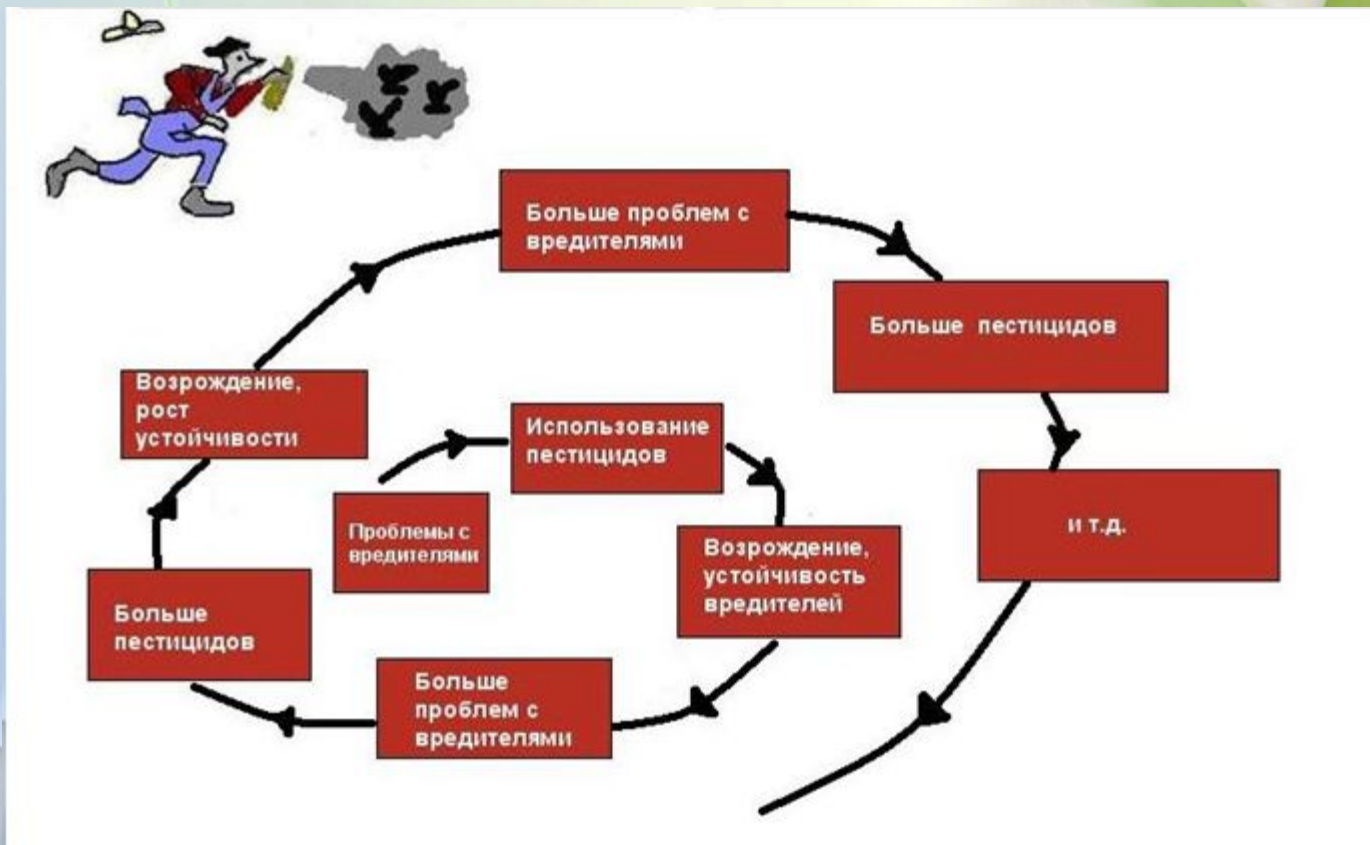 Больше проблем с
вредителями
Больше пестицидов
Возрождение,
рост
устойчивости
Использование
пестицидов
Проблемы с
вредителями
и т.д.
Возрождение,
устойчивость
вредителей
Больше
пестицидов
Больше
проблем с
вредителями